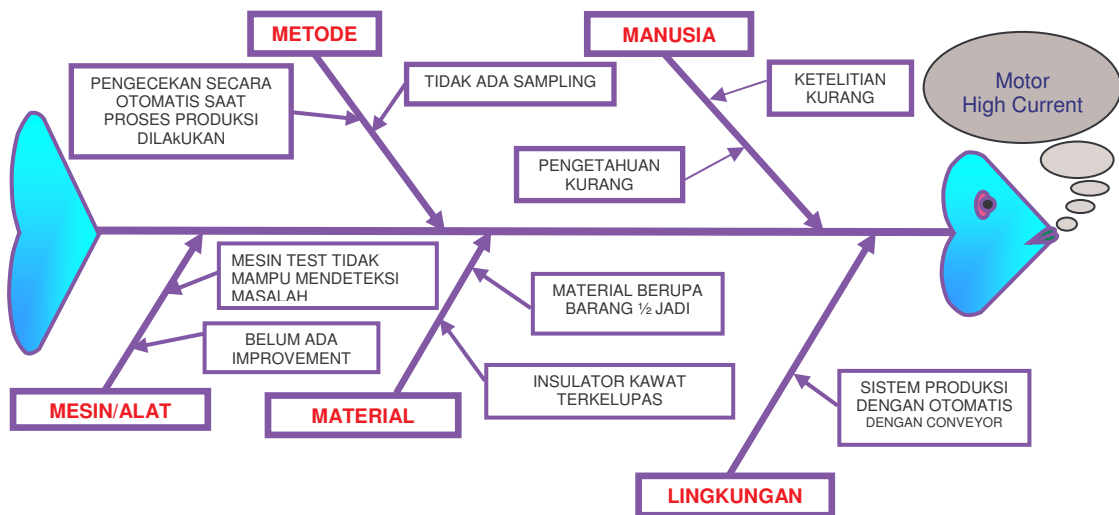 METODE
MANUSIA
Motor
High Current
PENGECEKAN SECARA
OTOMATIS SAAT
PROSES PRODUKSI
DILAkUKAN
TIDAK ADA SAMPLING
KETELITIAN
KURANG
PENGETAHUAN
KURANG
MESIN TEST TIDAK
MAMPU MENDETEKSI
MASALAH
MATERIAL BERUPA
BARANG ½ JADI
BELUM ADA
IMPROVEMENT
INSULATOR KAWAT
TERKELUPAS
SISTEM PRODUKSI
DENGAN OTOMATIS
DENGAN CONVEYOR
MESIN/ALAT
MATERIAL
LINGKUNGAN